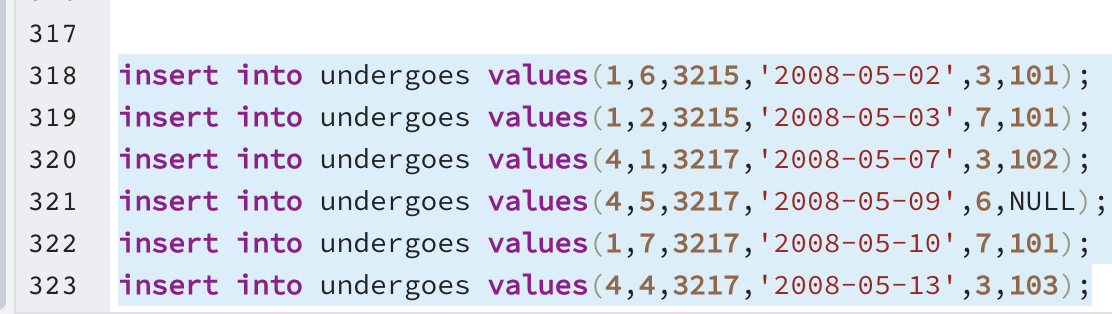 317
318 insert into undergoes values(1,6,3215,'2008-05-02',3,101);
319 insert into undergoes values(1,2,3215,'2008-05-03',7,101);
320 insert into undergoes values(4,1,3217,'2008-05-07',3,102);
321 insert into undergoes values(4,5,3217,'2008-05-09',6,NULL);
322 insert into undergoes values(1,7,3217,'2008-05-10',7,101);
323 insert into undergoes values(4,4,3217,'2008-05-13',3,103);